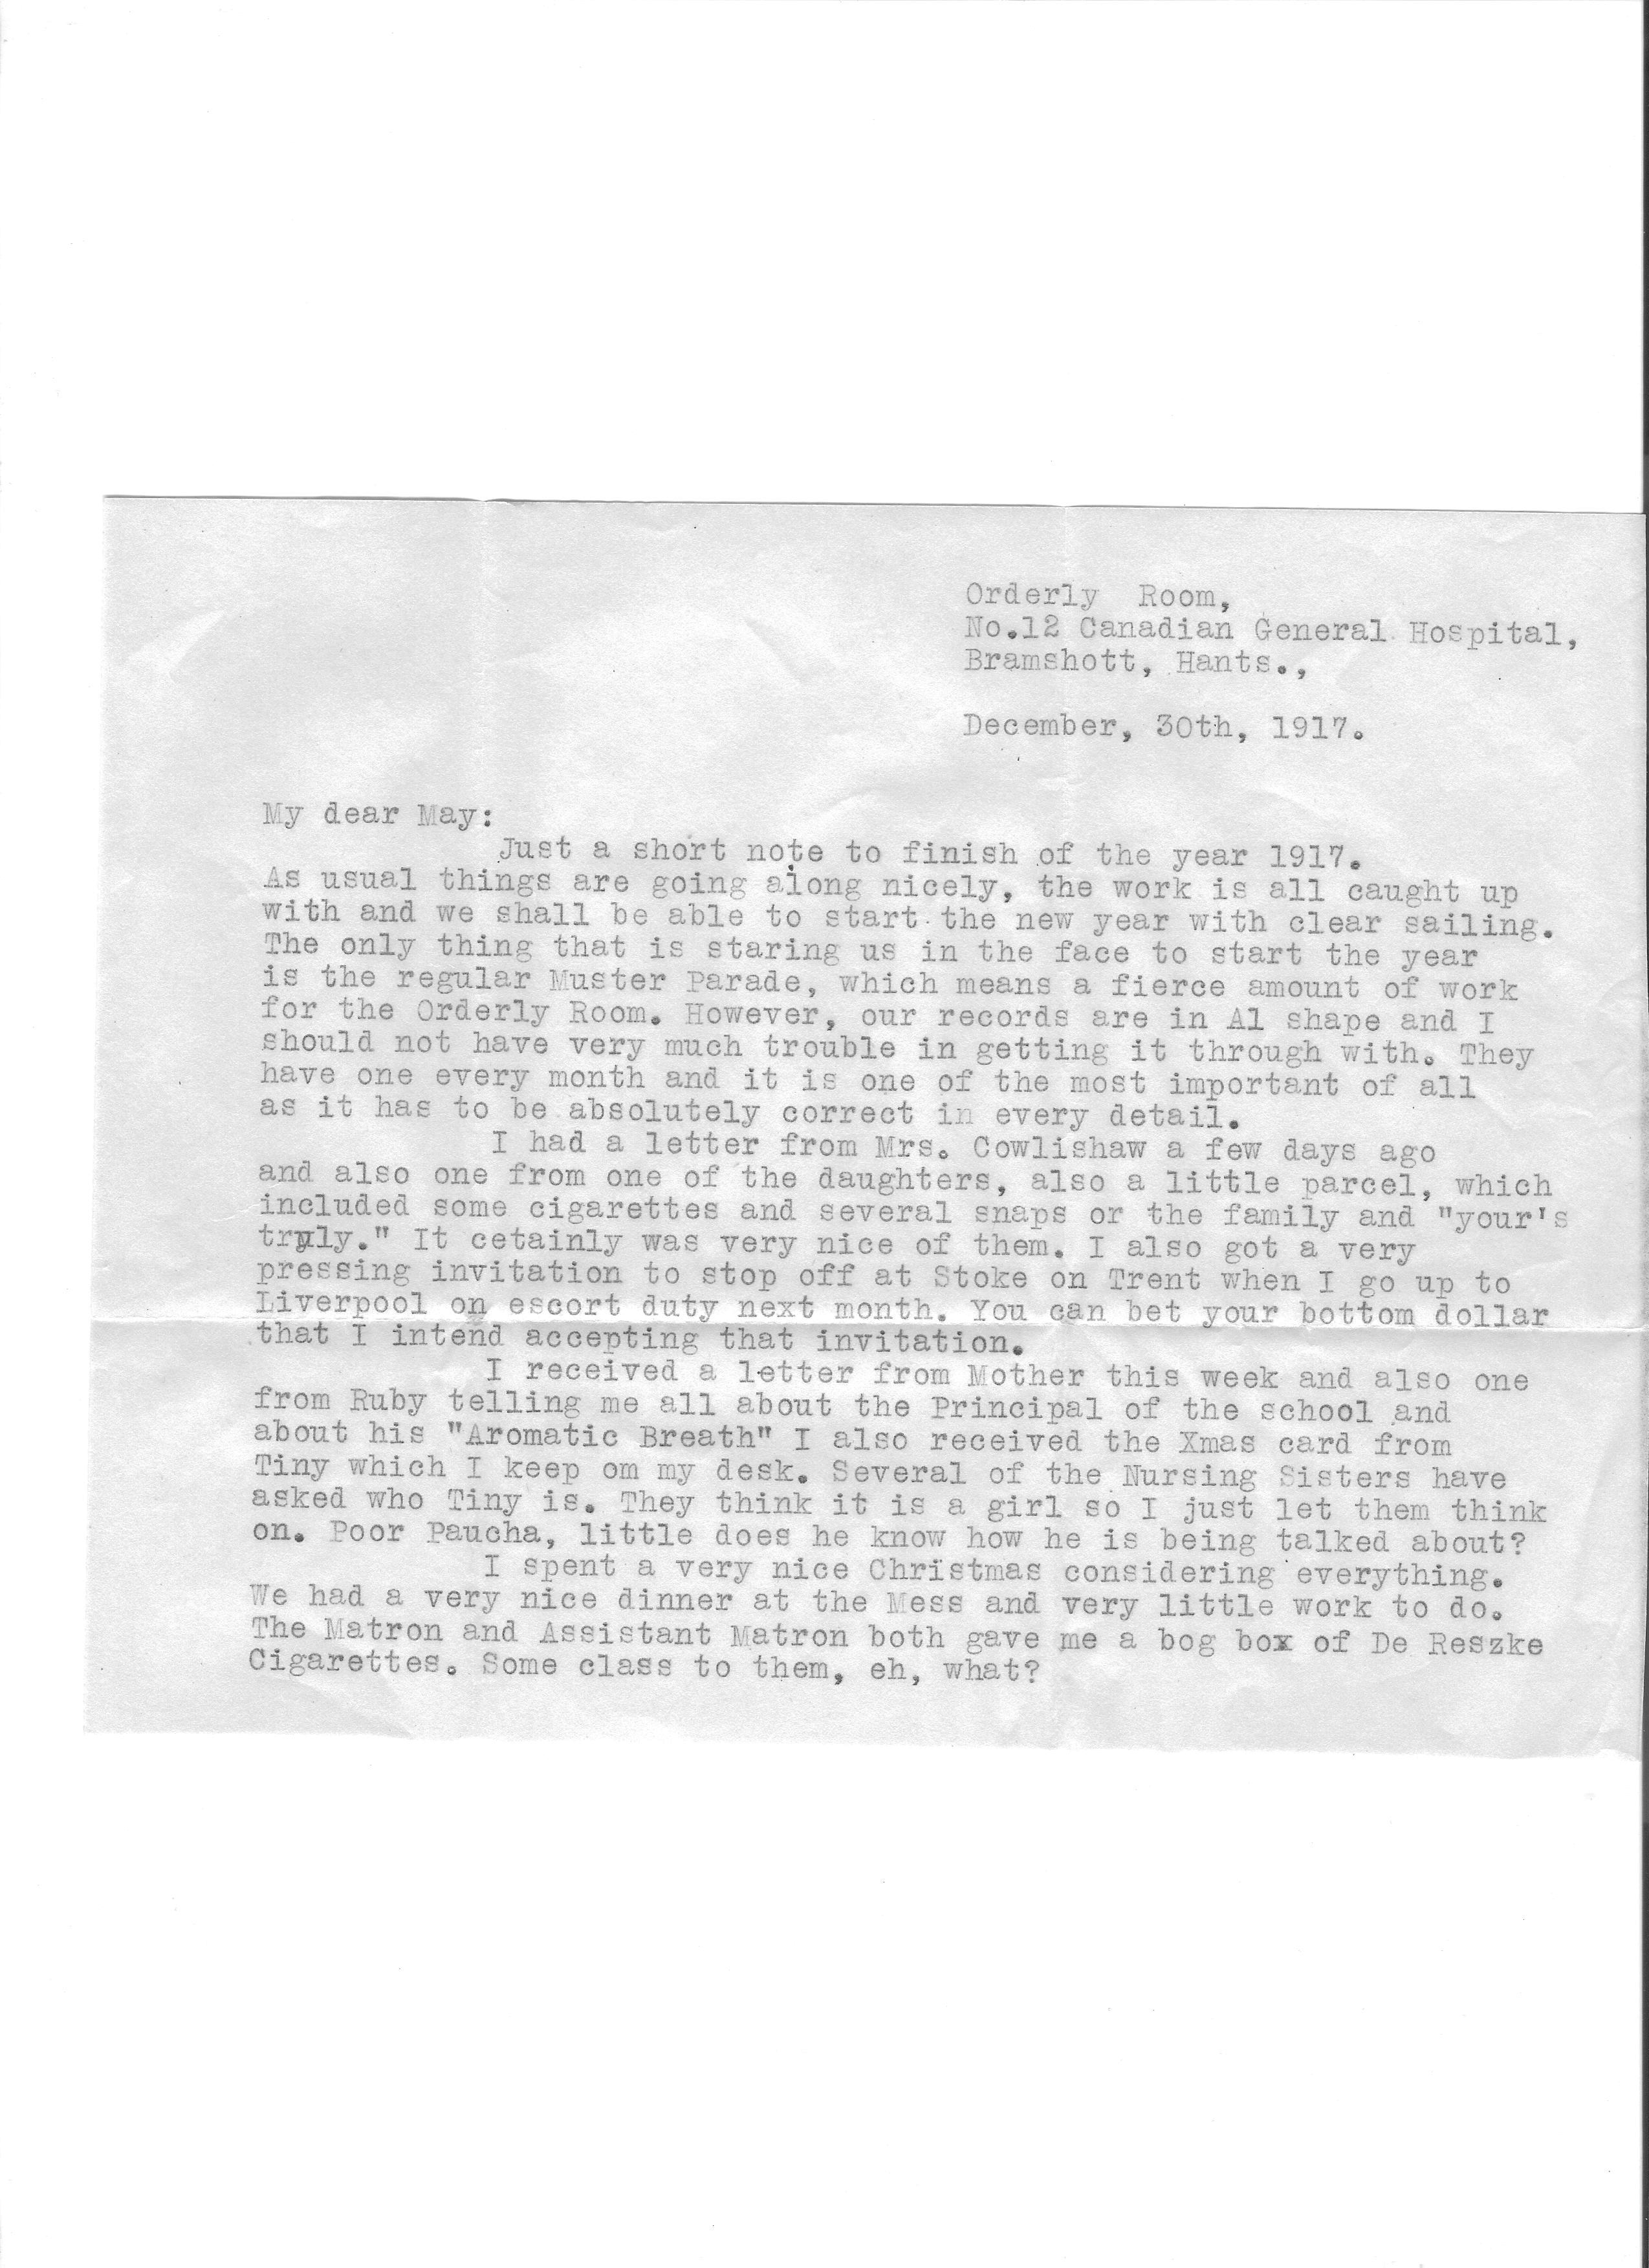 Orderly Room,
No.12 Canadian General Hospital,
Bramshott, Hants.,
December, 30th, 1917.
My dear May:
Just a short note to finish of the year 1917.
As usual things are going along nicely, the work is all caught up
with and we shall be able to start the new year with clear sailing.
The only thing that is staring us in the face to start the year
is the regular Muster Parade, which means a fierce amount of work
for the Orderly Room. However, our records are in A1 shape and I
should not have very much trouble in getting it through with. They
have one every month and it is one of the most important of all
as it has to be absolutely correct in every detail.
I had a letter from Mrs. Cowlishaw a few days ago
and also one from one of the daughters, also a little parcel, which
included some cigarettes and several snaps or the family and "your's
truly." It cetainly was very nice of them. I also got a very
pressing invitation to stop off at Stoke on Trent when I go up to
Liverpool on escort duty next month. You can bet your bottom dollar
that I intend accepting that invitation.
I received a letter from Mother this week and also one
from Ruby telling me all about the Principal of the school and
about his "Aromatic Breath" I also received the Xmas card from
Tiny which I keep om my desk. Several of the Nursing Sisters have
asked who Tiny is. They think it is a girl so I just let them think
on. Poor Paucha, little does he know how he is being talked about?
I spent a very nice Christmas considering everything.
We had a very nice dinner at the Mess and very little work to do.
The Matron and Assistant Matron both gave me a bog box of De Reszke
Cigarettes. Some class to them, eh, what?